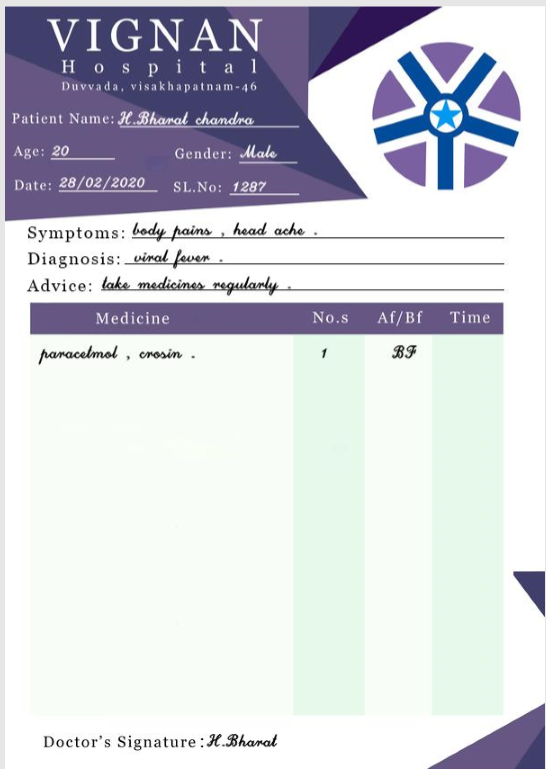 VIGNAN
Hospital
Duvvada, visakhapatnam-46
Patient Name: H.Bharat chandra
Age: 20 Gender: Male
Date: 28/02/2020 SL.No: 1287
Symptoms: body pains , head ache .
Diagnosis: viral fever .
Advice: take medicines regularly .
Medicine No.s Af/Bf Time
paracelmol , crosin . 1 BF
Doctor's Signature: H.Bharat